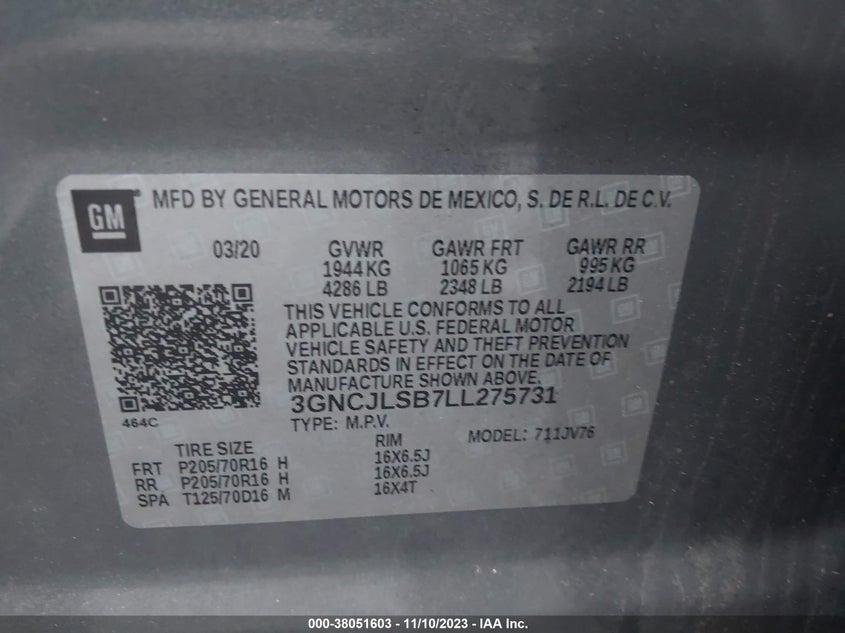 GM
MFD BY GENERAL MOTORS DE MEXICO, S. DE R.L. DE C.V.
03/20 GVWR GAWR FRT GAWR RR
1944 KG 1065 KG 995 KG
4286 LB 2348 LB 2194 LB
THIS VEHICLE CONFORMS TO ALL
APPLICABLE U.S. FEDERAL MOTOR
VEHICLE SAFETY AND THEFT PREVENTION
STANDARDS IN EFFECT ON THE DATE OF
MANUFACTURE SHOWN ABOVE.
464C
3GNCJLSB7LL275731
TYPE: M.P.V.
MODEL: 711JV76
TIRE SIZE RIM
FRT P205/70R16 H 16X6.5J
RR P205/70R16 H 16X6.5J
SPA T125/70D16 M 16X4T
000-38051603 - 11/10/2023 - IAA Inc.